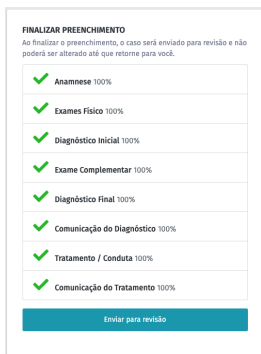 FINALIZAR PREENCHIMENTO
Ao finalizar o preenchimento, o caso será enviado para revisão e não
poderá ser alterado até que retorne para você.
Anamnese 100%
Exames Físico 100%
Diagnóstico Inicial 100%
Exame Complementar 100%
Diagnóstico Final 100%
Comunicação do Diagnóstico 100%
Tratamento / Conduta 100%
Comunicação do Tratamento 100%
Enviar para revisão